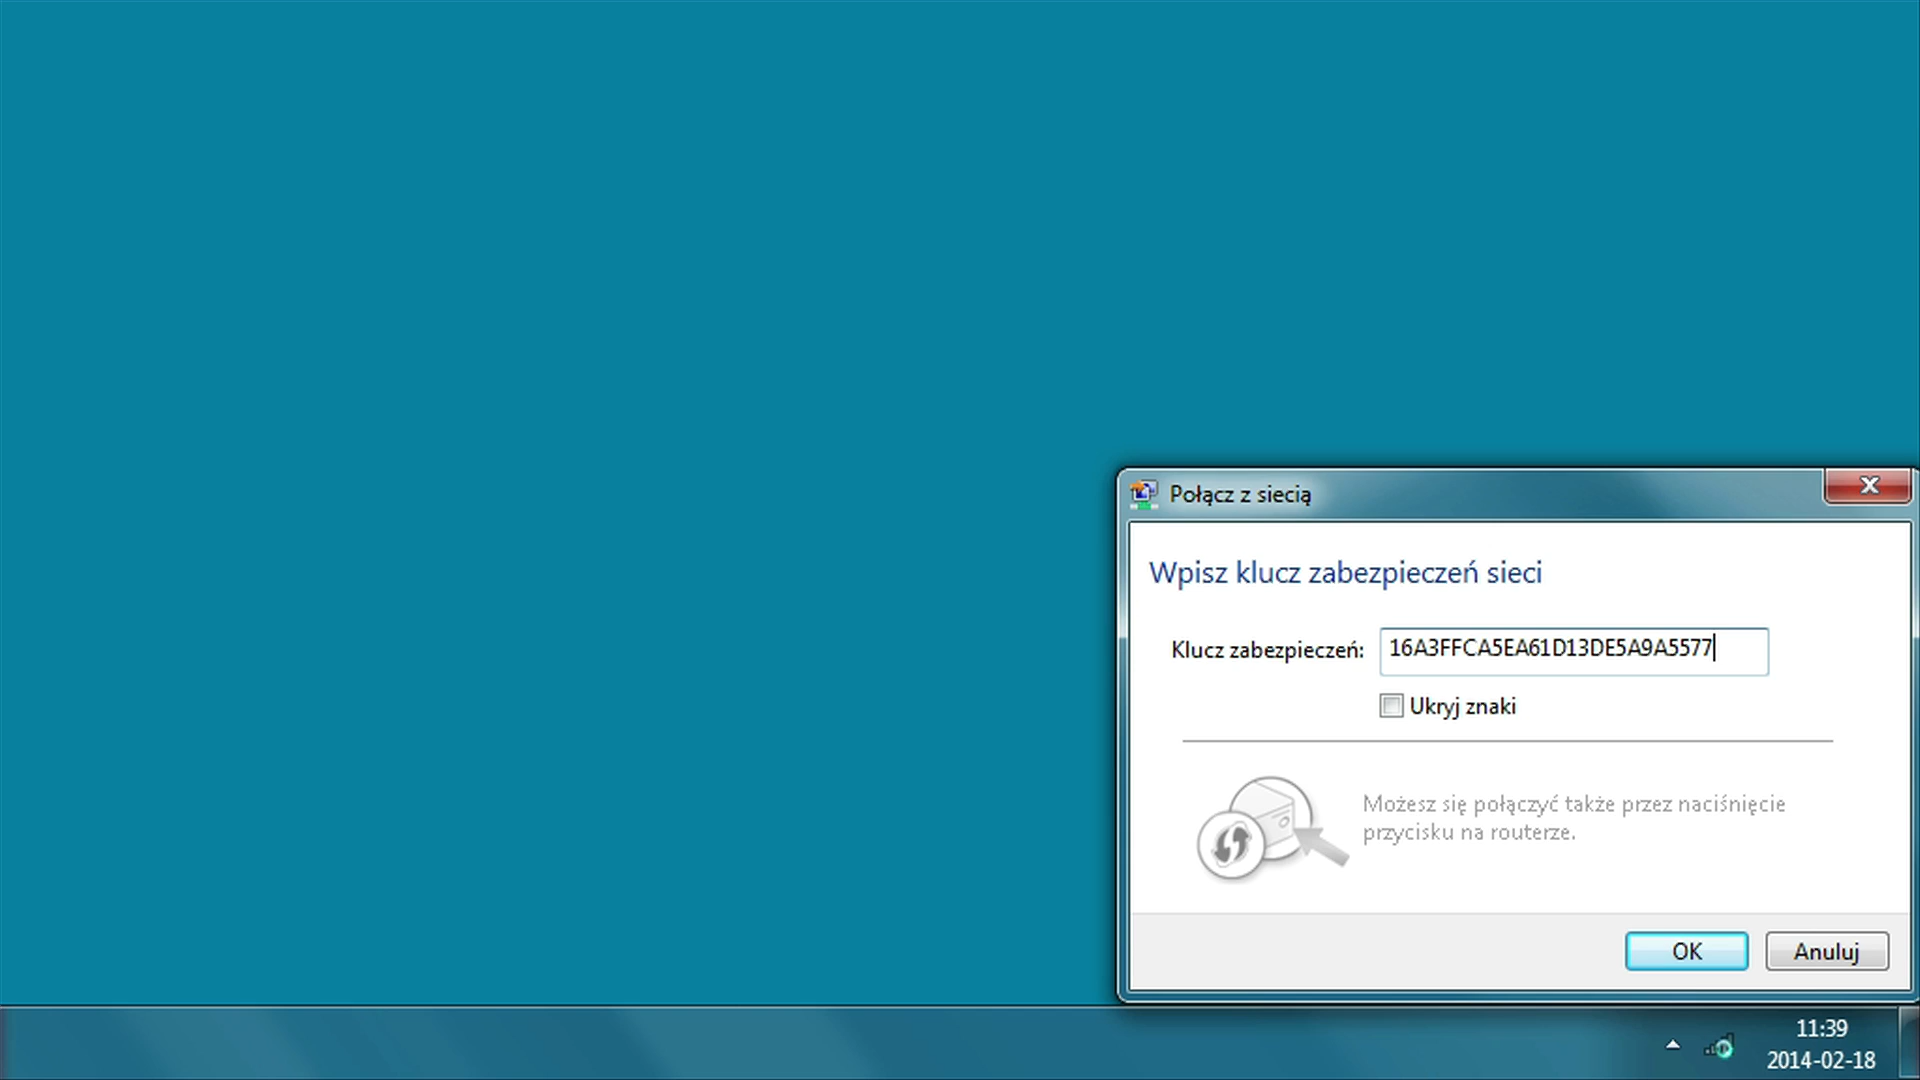 Połącz z siecią
Wpisz klucz zabezpieczeń sieci
Klucz zabezpieczeń: 16A3FFCA5EA61D13DE5A9A5577
Ukryj znaki
Możesz się połączyć także przez naciśnięcie
przycisku na routerze.
OK Anuluj
11:39
2014-02-18